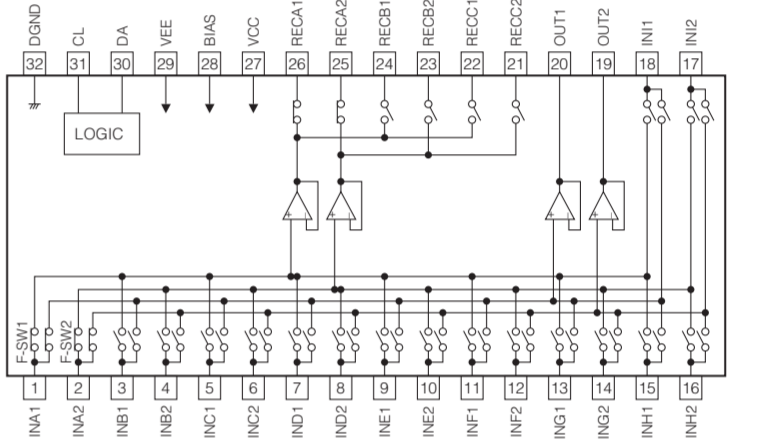 DGND CL DA VEE BIAS VCC RECA1 RECA2 RECB1 RECB2 RECC1 RECC2 OUT1 OUT2 INI1 INI2
32 31 30 29 28 27 26 25 24 23 22 21 20 19 18 17
LOGIC
+ − + − + − + −
F-SW1 F-SW2
1 2 3 4 5 6 7 8 9 10 11 12 13 14 15 16
INA1 INA2 INB1 INB2 INC1 INC2 IND1 IND2 INE1 INE2 INF1 INF2 ING1 ING2 INH1 INH2